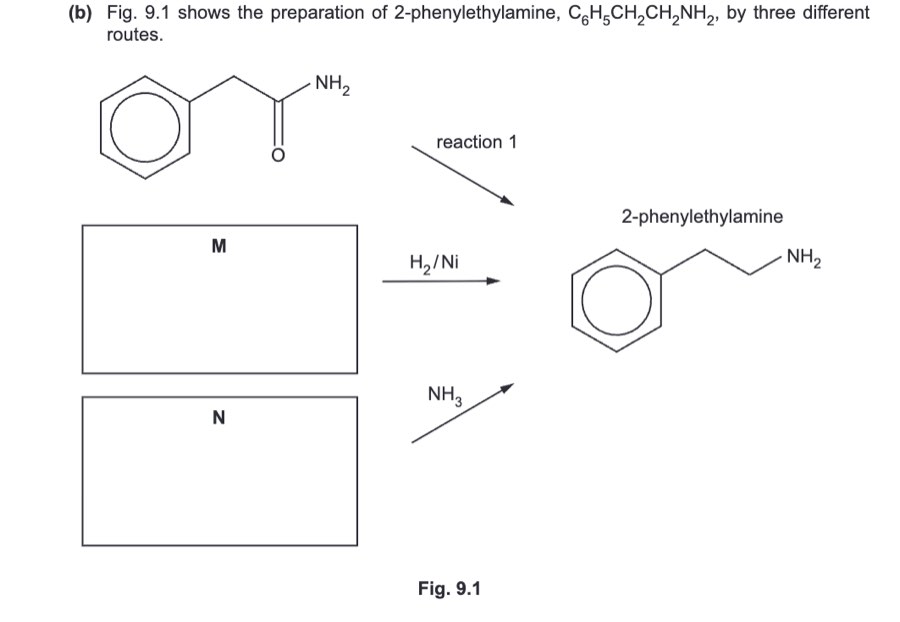 (b) Fig. 9.1 shows the preparation of 2-phenylethylamine, C₆H₅CH₂CH₂NH₂, by three different
routes.
NH₂
O
reaction 1
2-phenylethylamine
M
H₂/Ni
NH₂
NH₃
N
Fig. 9.1